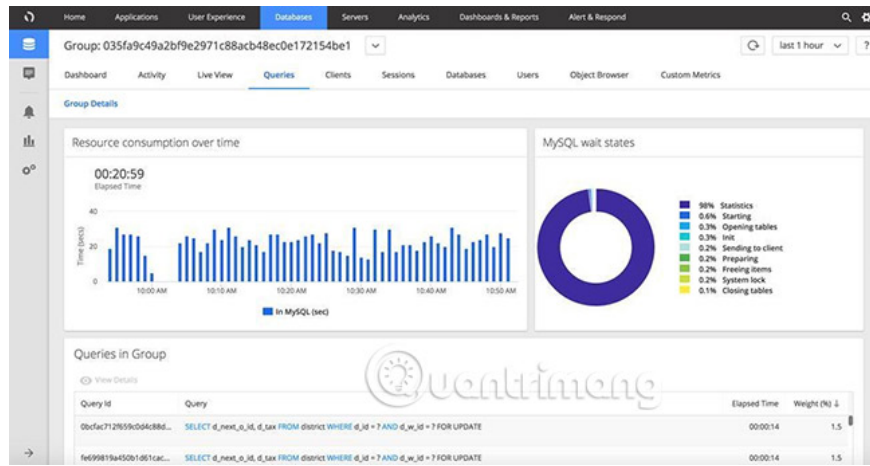 Home Applications User Experience Databases Servers Analytics Dashboards & Reports Alert & Respond
Group: 035fa9c49a2bf9e2971c88acb48ec0e172154be1
last 1 hour
?
Dashboard Activity Live View Queries Clients Sessions Databases Users Object Browser Custom Metrics
Group Details
Resource consumption over time
00:20:59
Elapsed Time
Time (secs)
40
20
0
10:00 AM 10:10 AM 10:20 AM 10:30 AM 10:40 AM 10:50 AM
In MySQL (sec)
MySQL wait states
98% Statistics
0.6% Starting
0.3% Opening tables
0.3% Init
0.2% Sending to client
0.2% Preparing
0.2% Freeing items
0.2% System lock
0.1% Closing tables
Queries in Group
View Details
Quantrimang
Query Id Query Elapsed Time Weight (%) ↓
0bcfac712f659c0d4c88d... SELECT d_next_o_id, d_tax FROM district WHERE d_id = ? AND d_w_id = ? FOR UPDATE 00:00:14 1.5
fe699819a450b1d61cac... SELECT d_next_o_id, d_tax FROM district WHERE d_id = ? AND d_w_id = ? FOR UPDATE 00:00:14 1.5